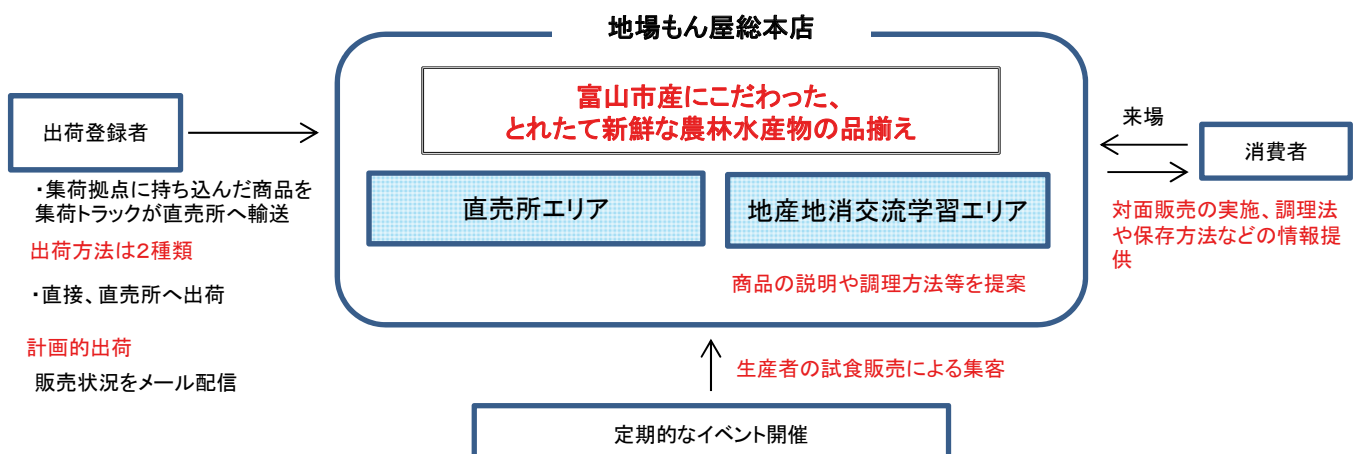 地場もん屋総本店
富山市産にこだわった、
とれたて新鮮な農林水産物の品揃え
出荷登録者
・集荷拠点に持ち込んだ商品を
集荷トラックが直売所へ輸送
出荷方法は2種類
・直接、直売所へ出荷
計画的出荷
販売状況をメール配信
直売所エリア
地産地消交流学習エリア
商品の説明や調理方法等を提案
来場
消費者
対面販売の実施、調理法
や保存方法などの情報提
供
生産者の試食販売による集客
定期的なイベント開催